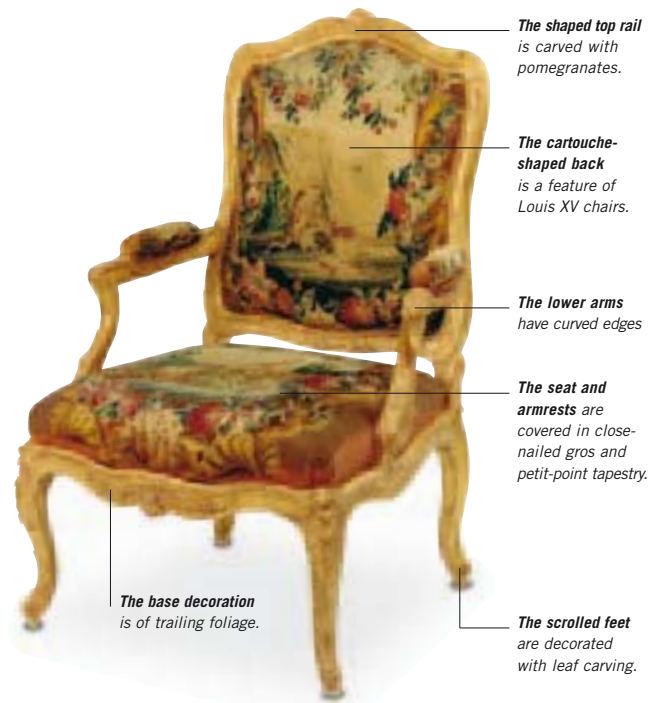 The shaped top rail
is carved with
pomegranates.
The cartouche-
shaped back
is a feature of
Louis XV chairs.
The lower arms
have curved edges
The seat and
armrests are
covered in close-
nailed gros and
petit-point tapestry.
The base decoration
is of trailing foliage.
The scrolled feet
are decorated
with leaf carving.